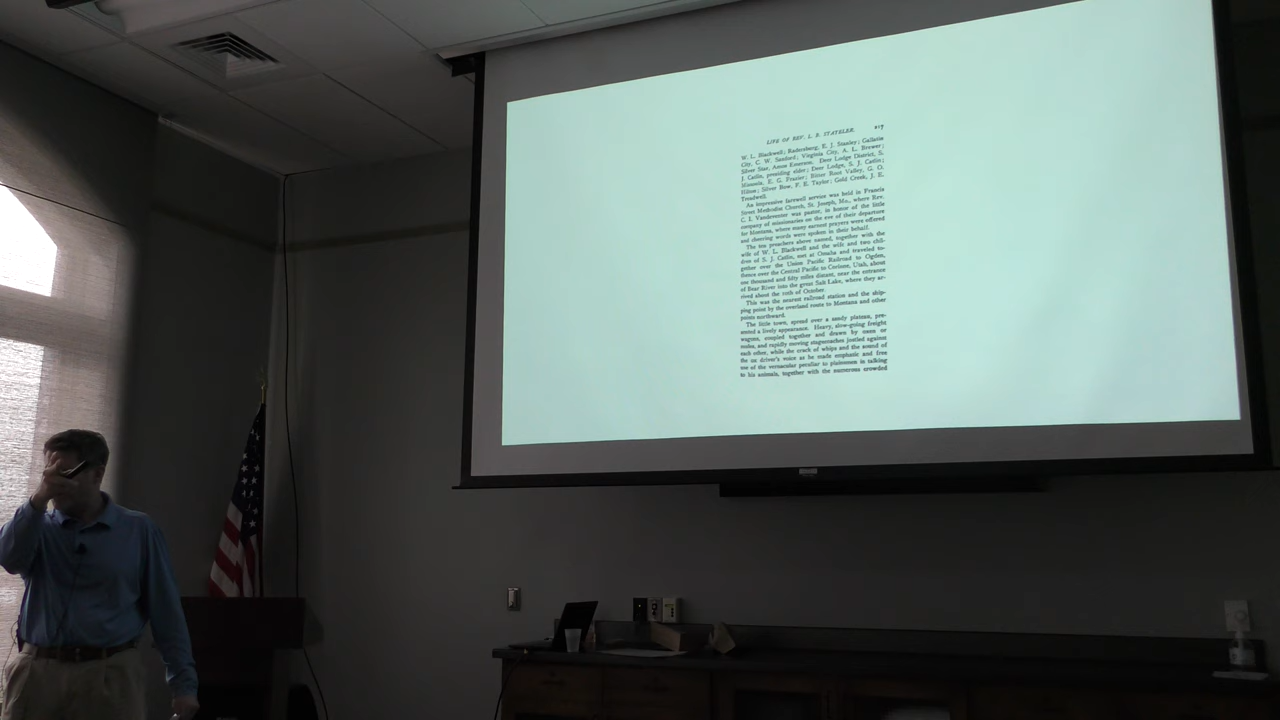 LIFE OF REV. L. B. STATELER. 217
W. L. Blackwell; Radersburg, E. J. Stanley; Gallatin
City, C. W. Sanford; Virginia City, A. L. Brewer;
Silver Star, Amos Emerson. Deer Lodge District, S.
J. Catlin, presiding elder; Deer Lodge, S. J. Catlin;
Missoula, E. G. Frazier; Bitter Root Valley, G. O.
Hilow; Silver Bow, F. E. Taylor; Gold Creek, J. E.
Treadwell.
An impressive farewell service was held in Francis
Street Methodist Church, St. Joseph, Mo., where Rev.
C. I. Vandeventer was pastor, in honor of the little
company of missionaries on the eve of their departure
for Montana, where many earnest prayers were offered
and cheering words were spoken in their behalf.
The ten preachers above named, together with the
wife of W. L. Blackwell and the wife and two chil-
dren of S. J. Catlin, met at Omaha and traveled to-
gether over the Union Pacific Railroad to Ogden,
thence over the Central Pacific to Corinne, Utah, about
one thousand and fifty miles distant, near the entrance
of Bear River into the great Salt Lake, where they ar-
rived about the 10th of October.
This was the nearest railroad station and the ship-
ping point by the overland route to Montana and other
points northward.
The little town, spread over a sandy plateau, pre-
sented a lively appearance. Heavy, slow-going freight
wagons, coupled together and drawn by oxen or
mules, and rapidly moving stagecoaches jostled against
each other, while the crack of whips and the sound of
the ox driver's voice as he made emphatic and free
use of the vernacular peculiar to plainsmen in talking
to his animals, together with the numerous crowded